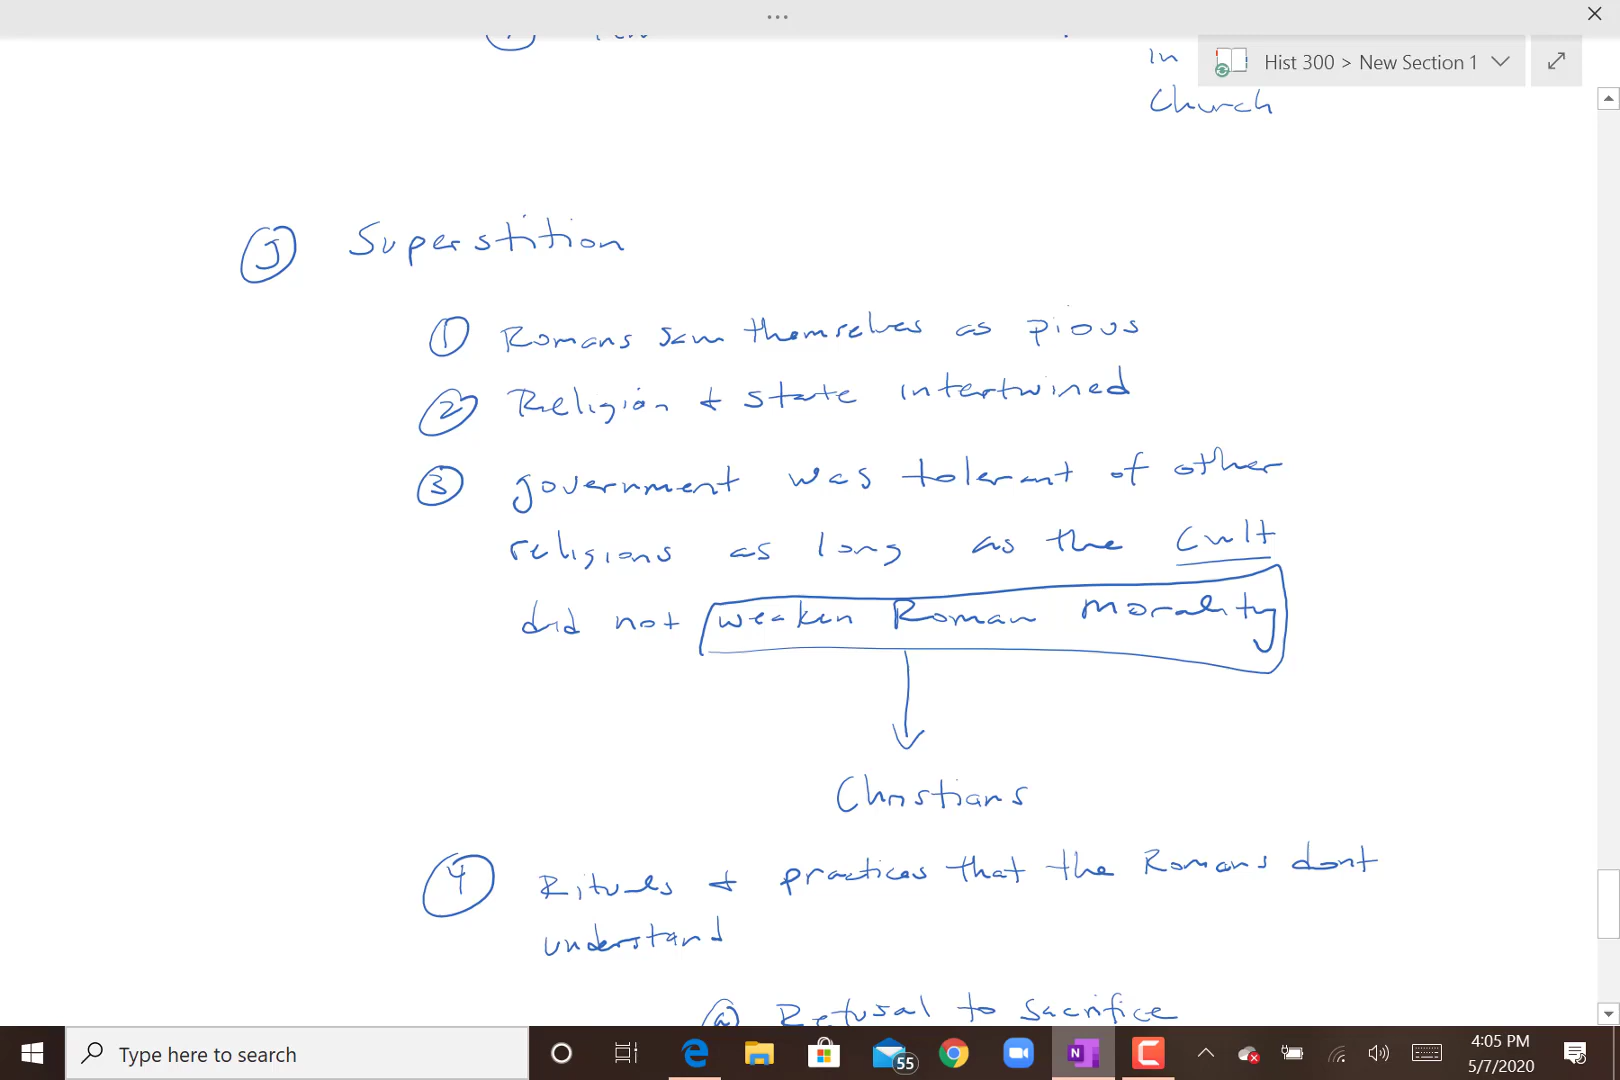 in
Hist 300 > New Section 1
Church
J Superstition
1 Romans saw themselves as pious
2 Religion + state intertwined
3 government was tolerant of other
religions as long as the cult
did not weaken Roman Morality
Christians
4 Rituals + practices that the Romans dont
understand
a Refusal to sacrifice
Type here to search
55
4:05 PM
5/7/2020